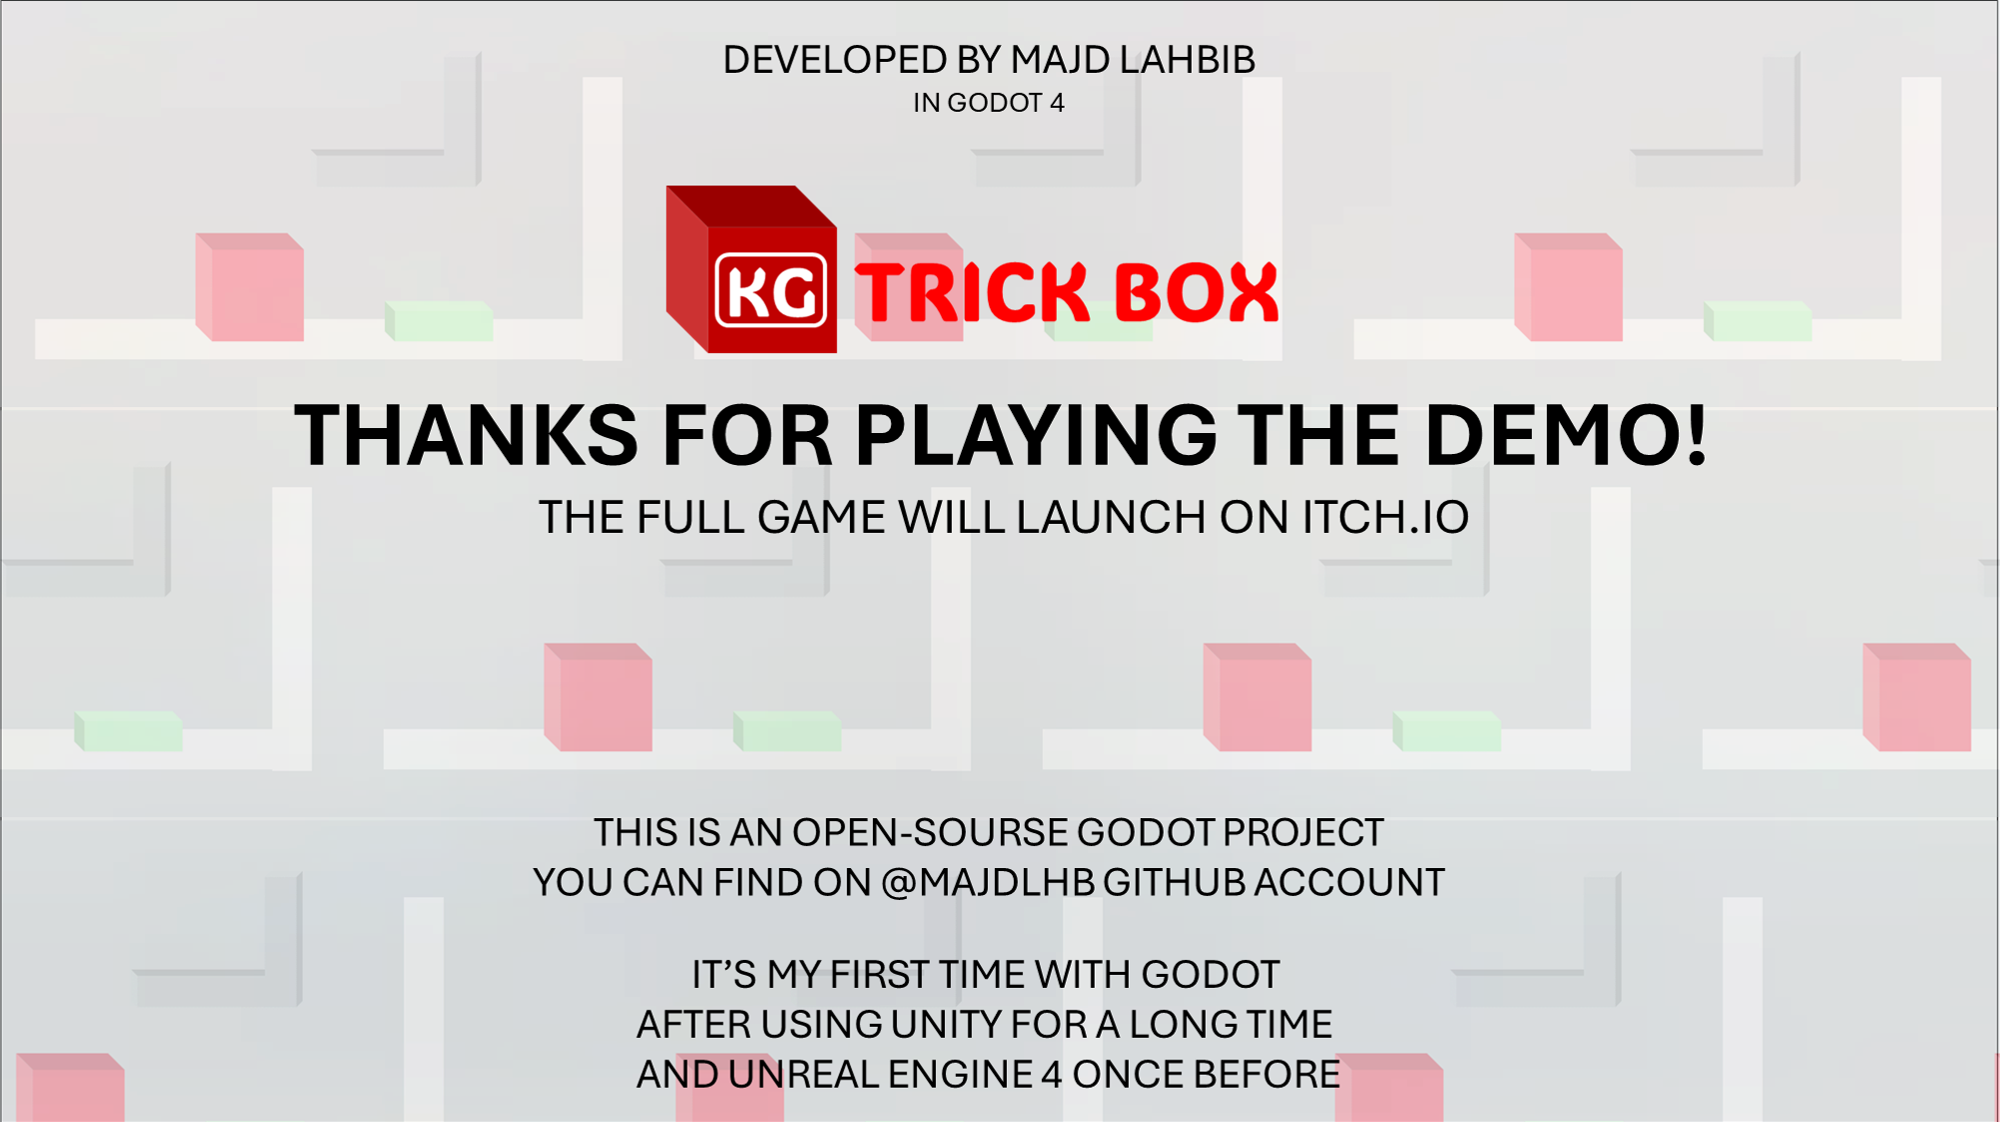 DEVELOPED BY MAJD LAHBIB
IN GODOT 4
KG TRICK BOX
THANKS FOR PLAYING THE DEMO!
THE FULL GAME WILL LAUNCH ON ITCH.IO
THIS IS AN OPEN-SOURSE GODOT PROJECT
YOU CAN FIND ON @MAJDLHB GITHUB ACCOUNT
IT’S MY FIRST TIME WITH GODOT
AFTER USING UNITY FOR A LONG TIME
AND UNREAL ENGINE 4 ONCE BEFORE